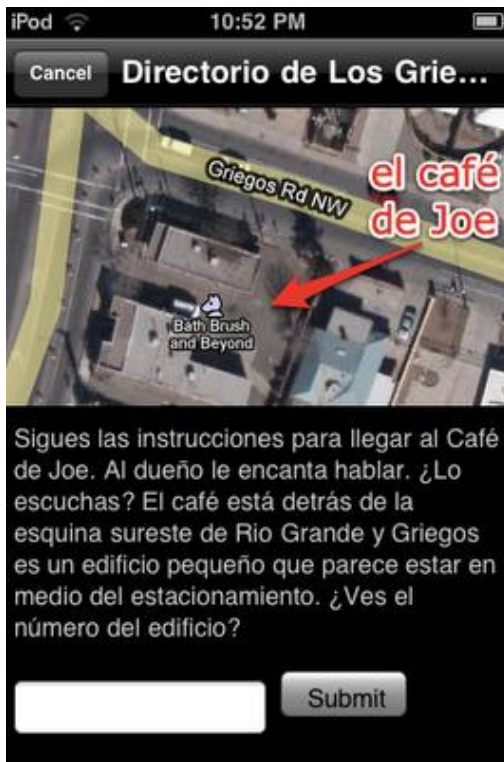 iPod 10:52 PM
Cancel Directorio de Los Grie...
Griegos Rd NW
el café
de Joe
Bath Brush
and Beyond
Sigues las instrucciones para llegar al Café
de Joe. Al dueño le encanta hablar. ¿Lo
escuchas? El café está detrás de la
esquina sureste de Rio Grande y Griegos
es un edificio pequeño que parece estar en
medio del estacionamiento. ¿Ves el
número del edificio?
Submit